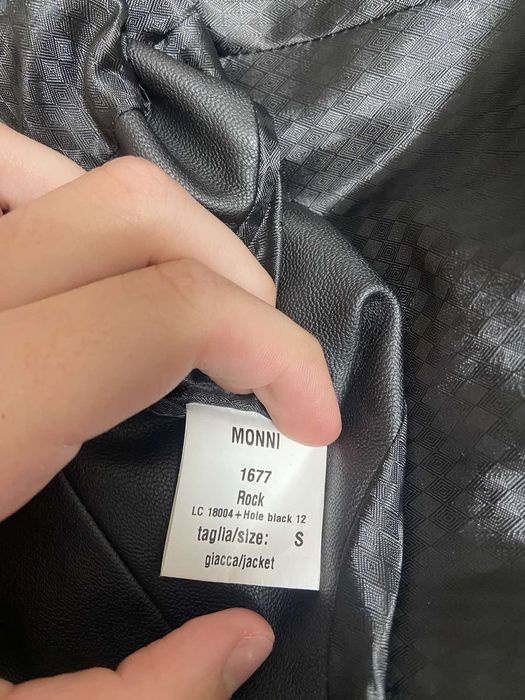 MONNI
1677
Rock
LC 18004+Hole black 12
taglia/size: S
giacca/jacket